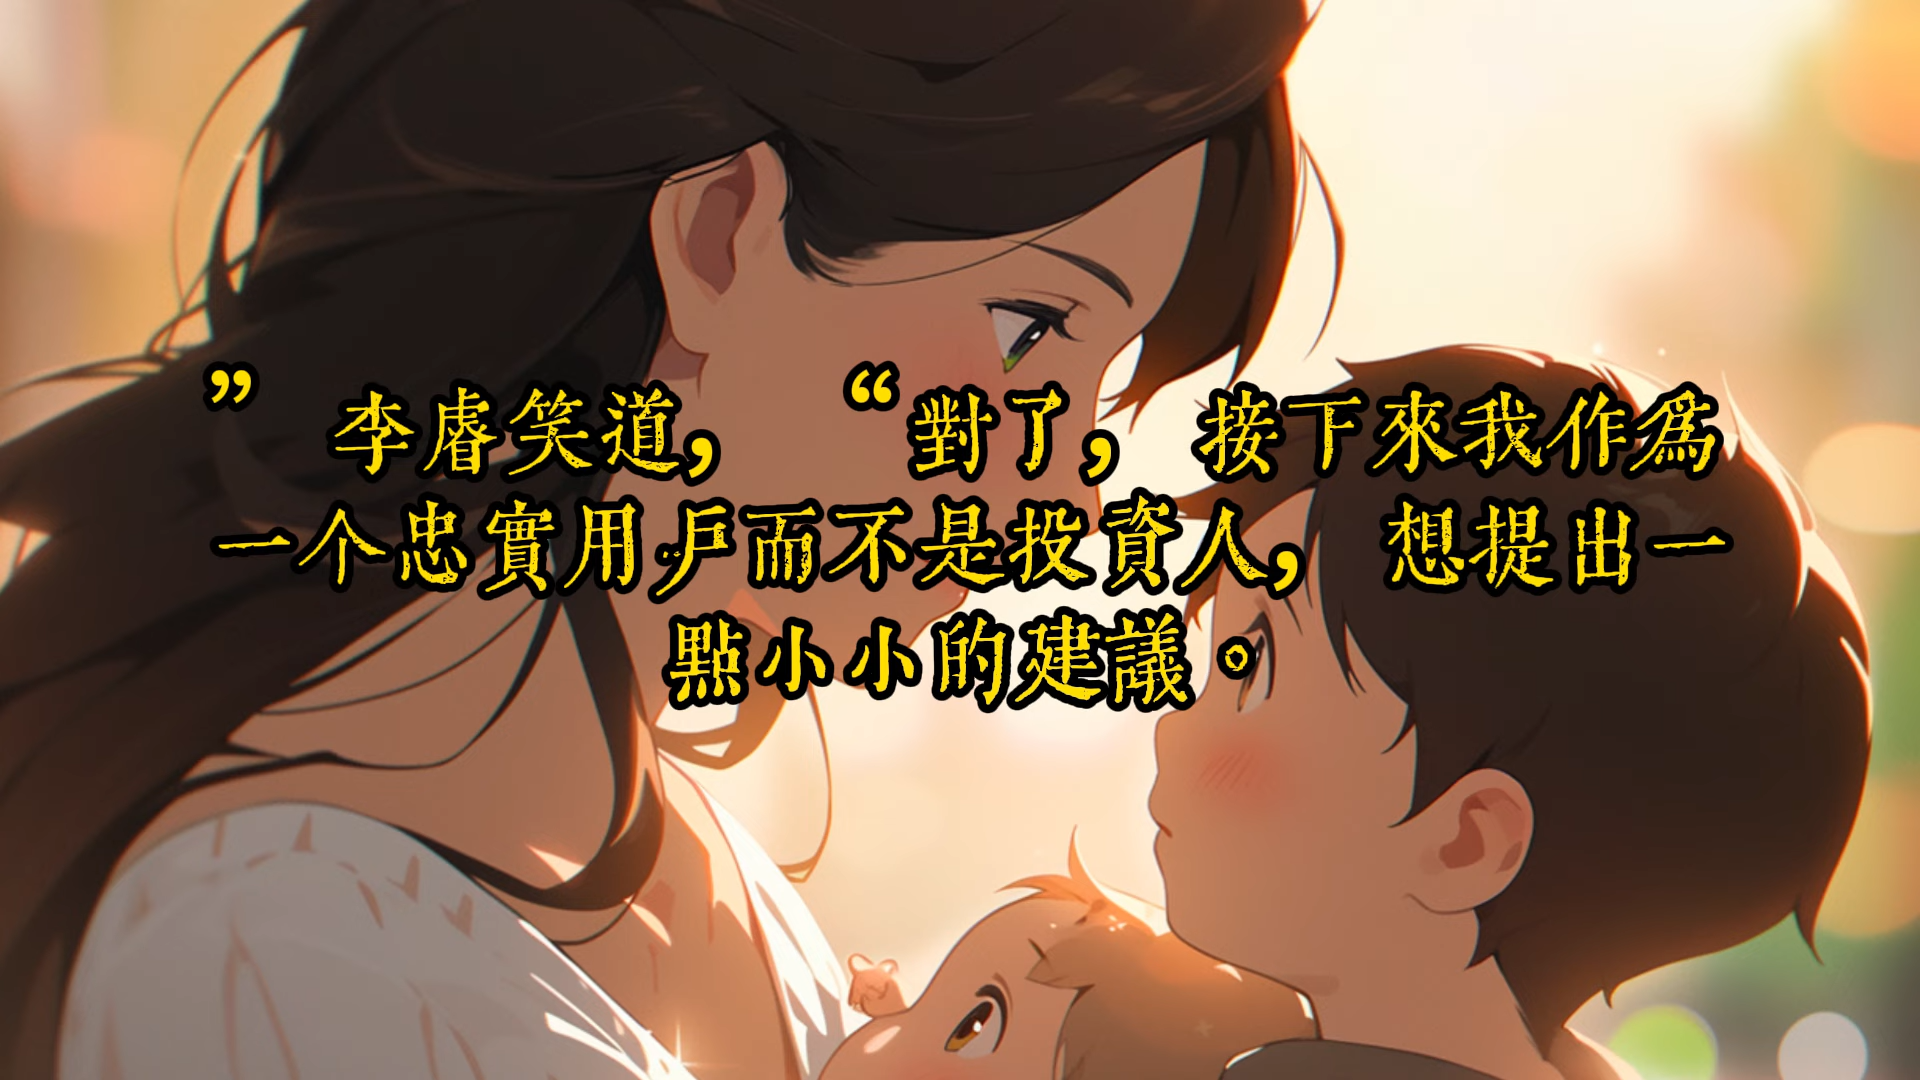 ” 李睿笑道, “對了, 接下來我作爲
一个忠實用戶而不是投資人, 想提出一
點小小的建議。